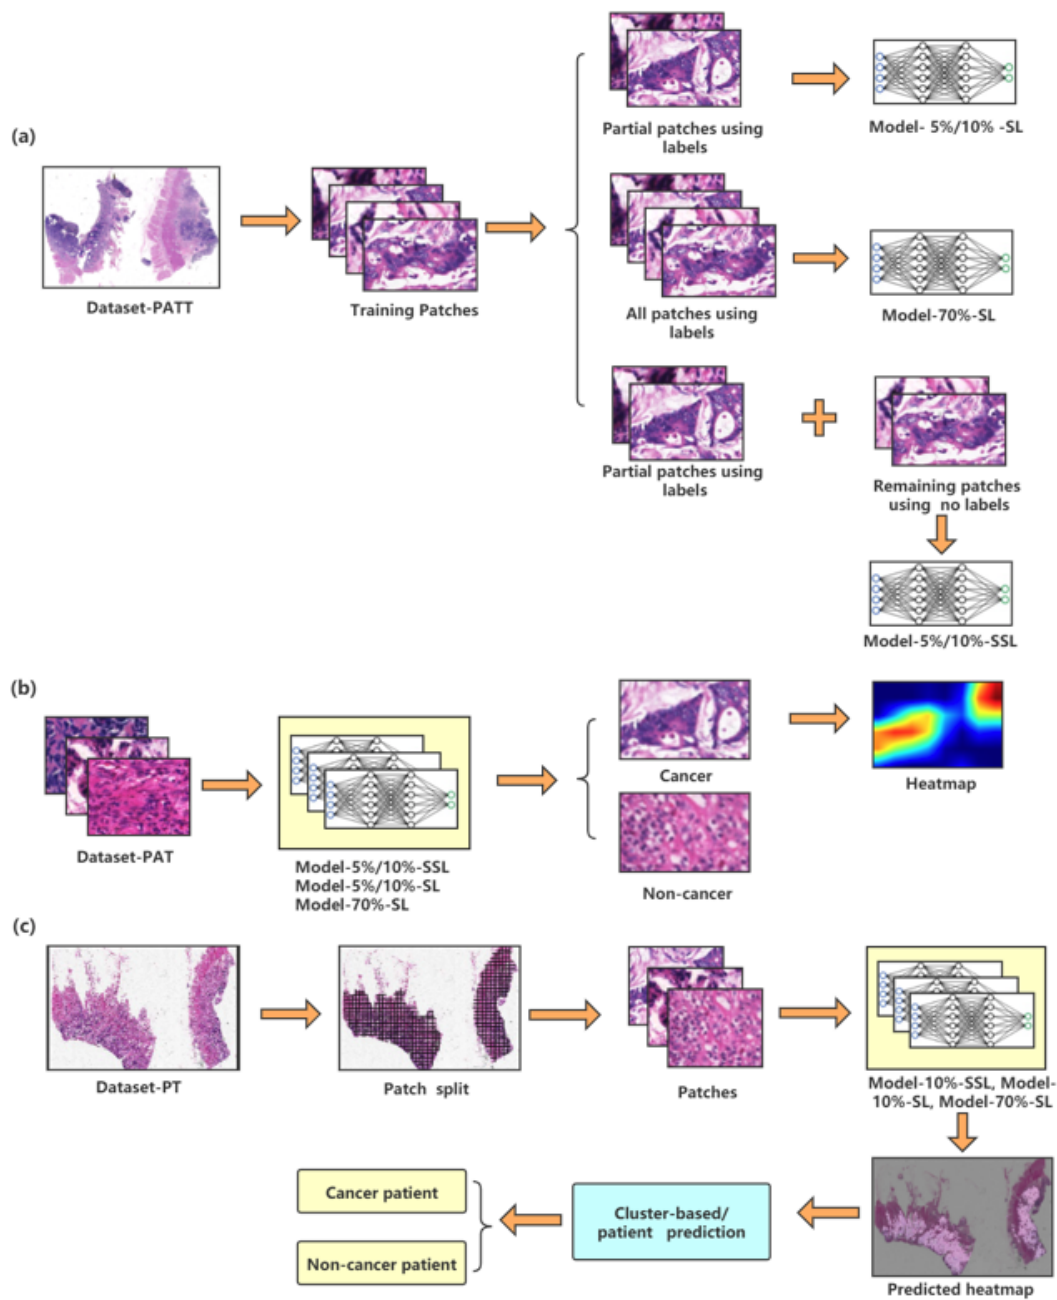 (a)
Partial patches using
labels
Model- 5%/10% -SL
Dataset-PATT
Training Patches
All patches using
labels
Model-70%-SL
Partial patches using
labels
Remaining patches
using no labels
Model-5%/10%-SSL
(b)
Dataset-PAT
Model-5%/10%-SSL
Model-5%/10%-SL
Model-70%-SL
Cancer
Non-cancer
Heatmap
(c)
Dataset-PT
Patch split
Patches
Model-10%-SSL, Model-
10%-SL, Model-70%-SL
Predicted heatmap
Cluster-based/
patient prediction
Cancer patient
Non-cancer patient